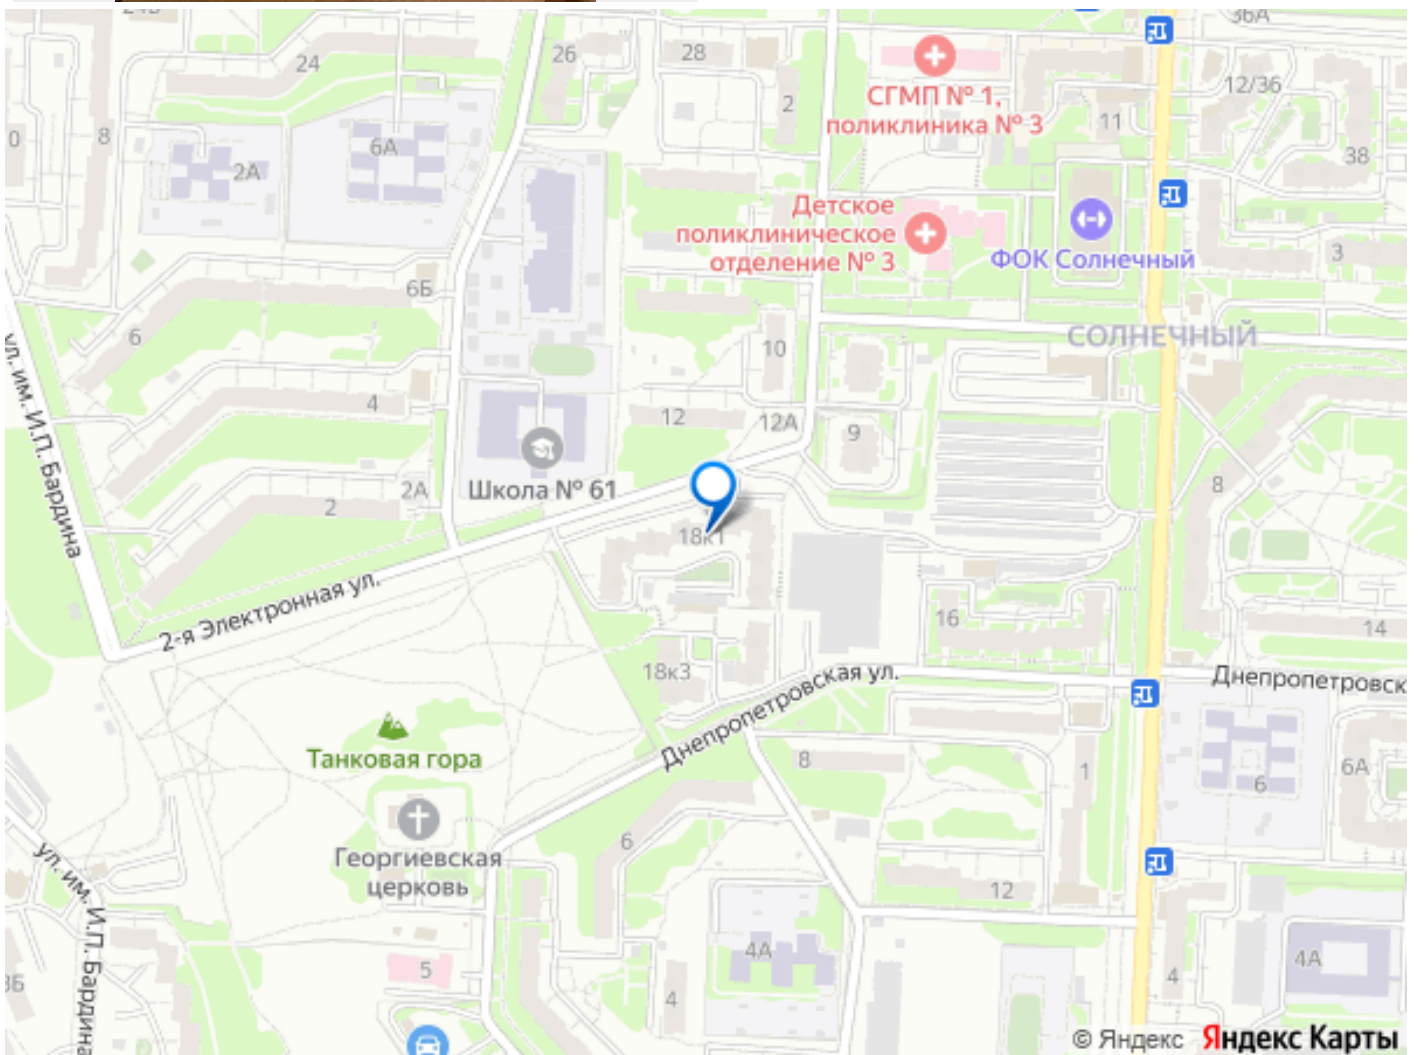 24Б
36А
24
26
28
2
СГМП № 1,
поликлиника № 3
11
12/36
38
0
8
2А
6А
Детское
поликлиническое
отделение № 3
ФОК Солнечный
3
6Б
6
СОЛНЕЧНЫЙ
10
ул. им. И.П. Бардина
4
12
12А
9
Школа № 61
2А
2
8
18к1
2-я Электронная ул.
16
14
18к3
Днепропетровская ул.
Днепропетровск
Танковая гора
8
1
6А
6
Георгиевская
церковь
6
ул. им. И.П. Бардина
12
4А
4А
5
4
4
3Б
© Яндекс Яндекс Карты